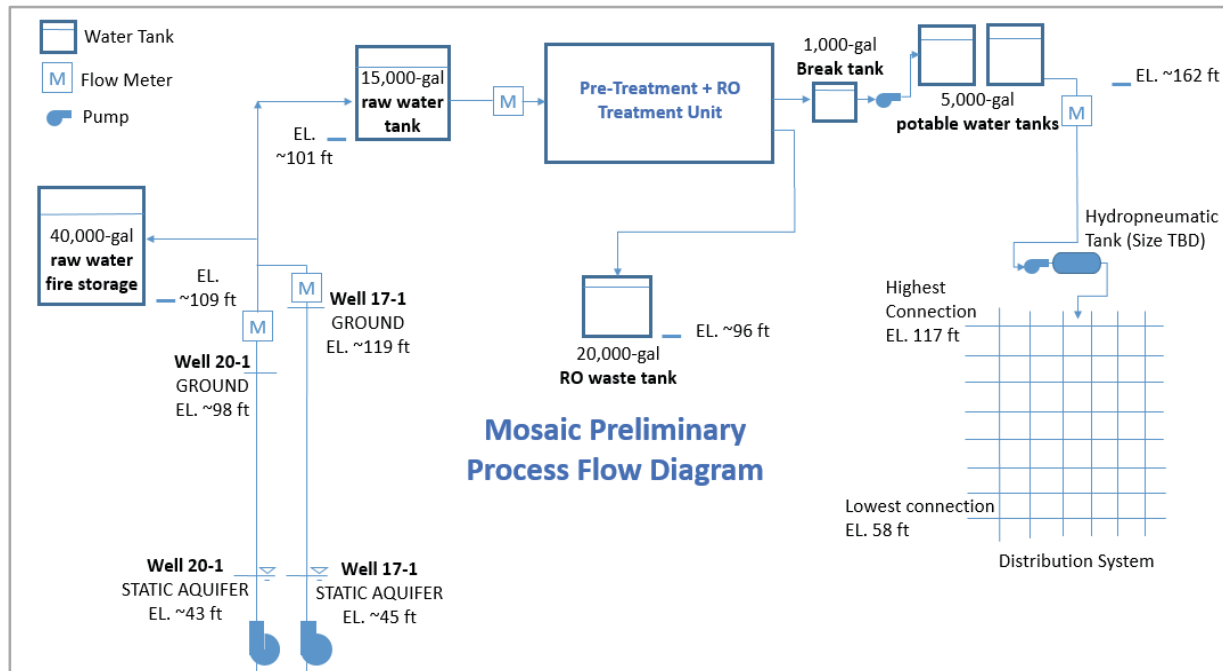 Water Tank
Flow Meter
M
Pump
15,000-gal
raw water
tank
EL.
~101 ft
M
Pre-Treatment + RO
Treatment Unit
1,000-gal
Break tank
5,000-gal
potable water tanks
EL. ~162 ft
M
40,000-gal
raw water
fire storage
EL.
~109 ft
M
Well 20-1
GROUND
EL. ~98 ft
M
Well 17-1
GROUND
EL. ~119 ft
20,000-gal
RO waste tank
EL. ~96 ft
Hydropneumatic
Tank (Size TBD)
Highest
Connection
EL. 117 ft
Mosaic Preliminary
Process Flow Diagram
Lowest connection
EL. 58 ft
Distribution System
Well 20-1
STATIC AQUIFER
EL. ~43 ft
Well 17-1
STATIC AQUIFER
EL. ~45 ft